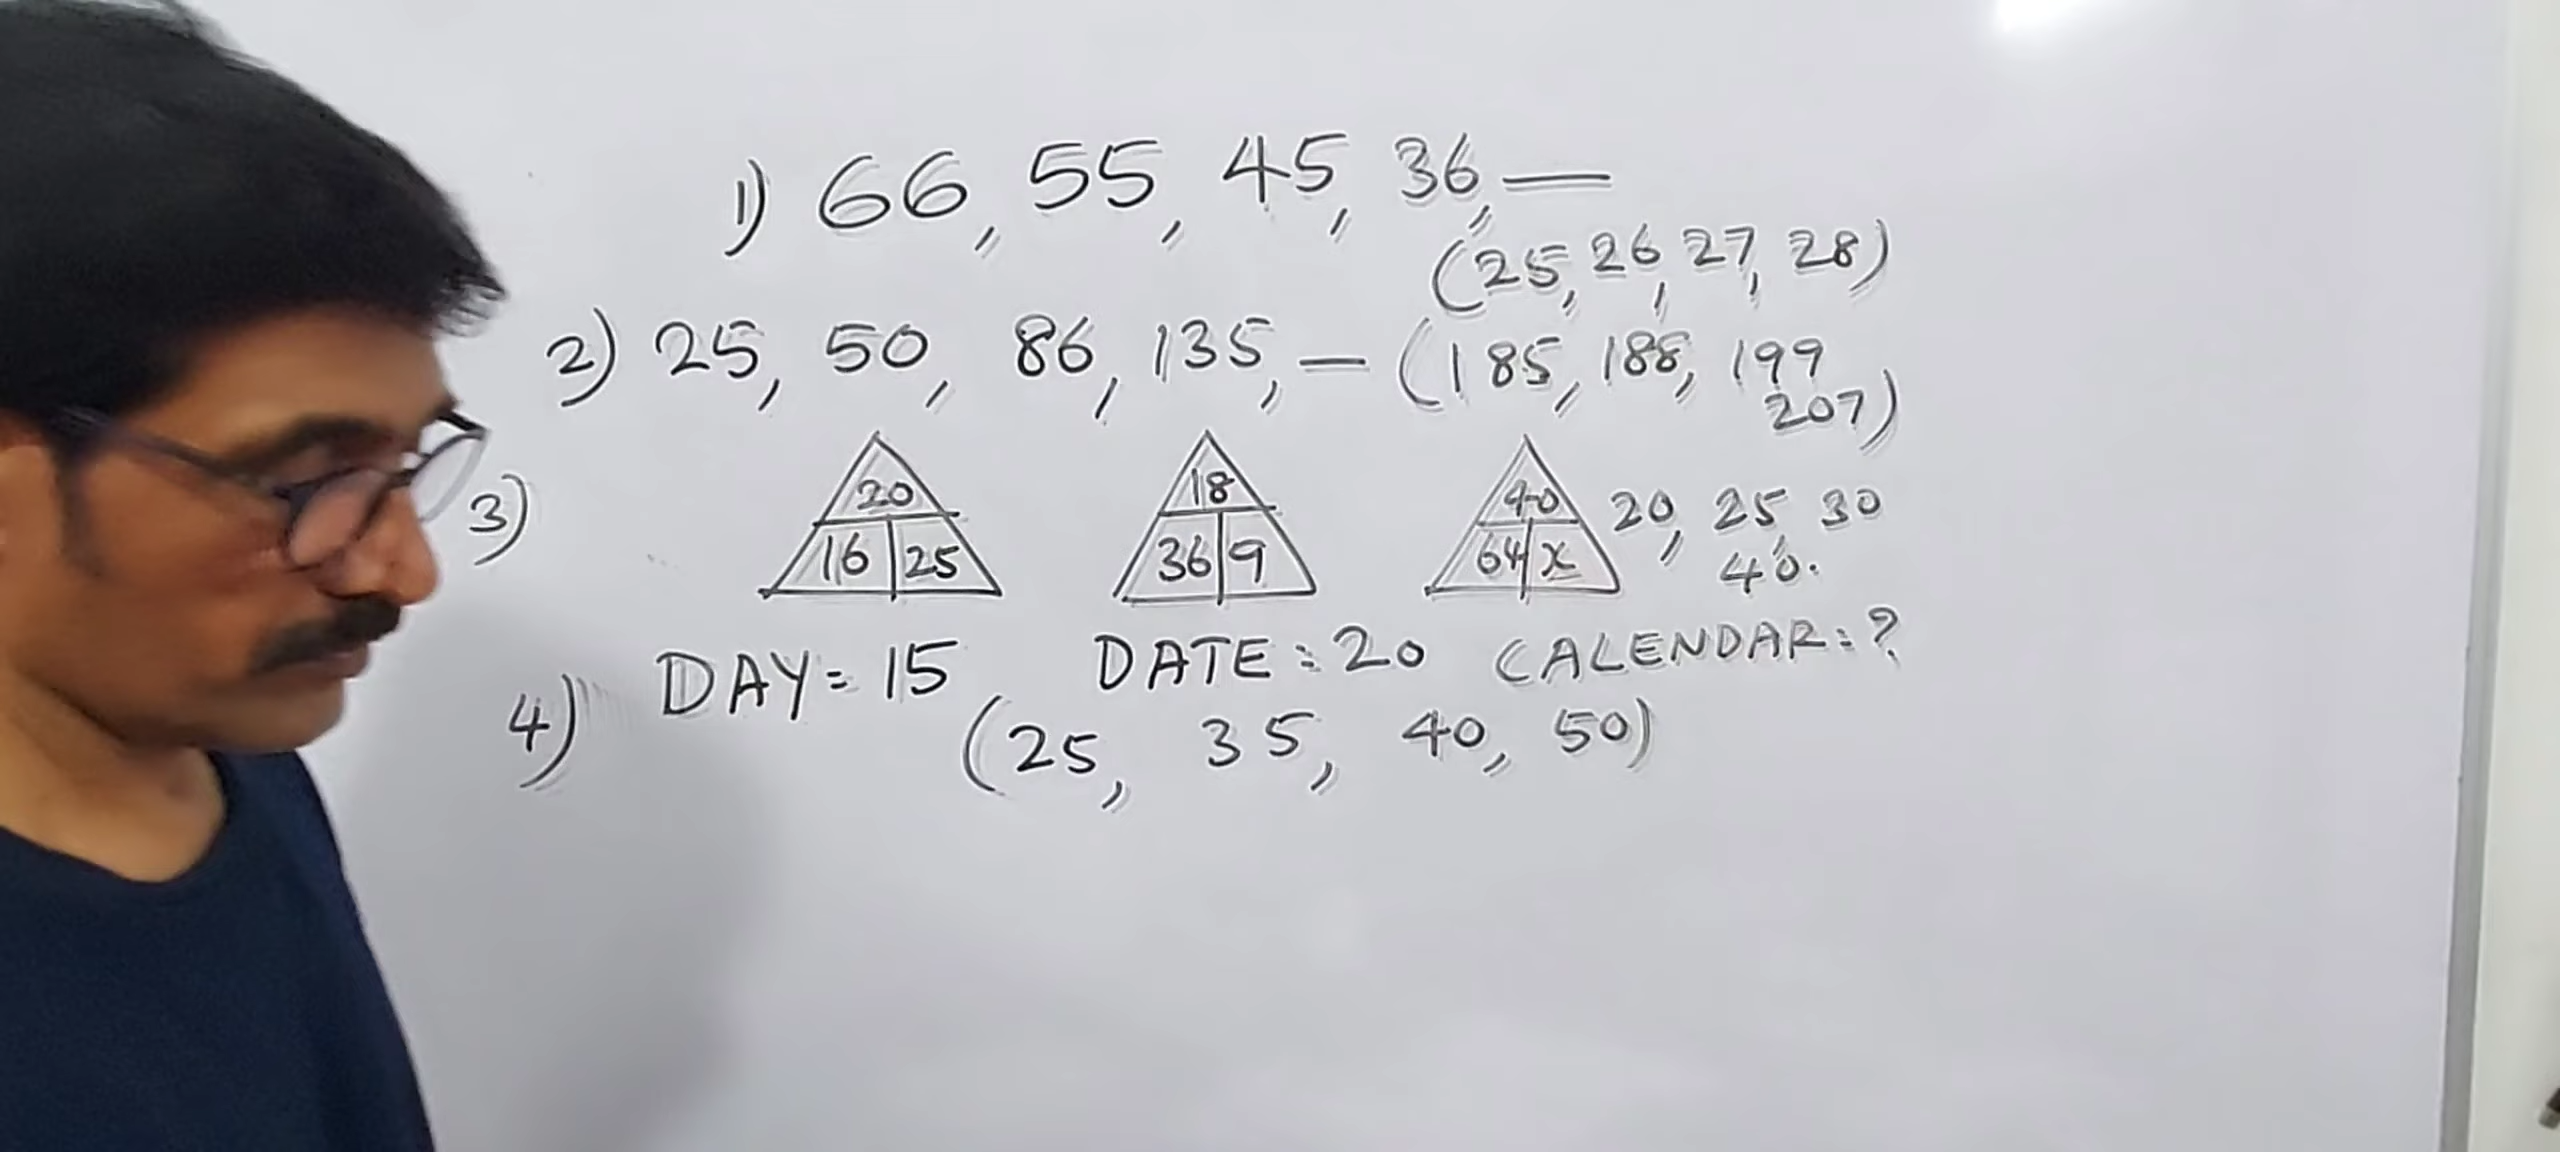 1) 66, 55, 45, 36, —
(25, 26, 27, 28)
2) 25, 50, 86, 135, — (185, 188, 199
207)
3) 20 18 40 20, 25, 30
16 25 36 9 64 x 40.
4) DAY = 15 DATE = 20 CALENDAR = ?
(25, 35, 40, 50)